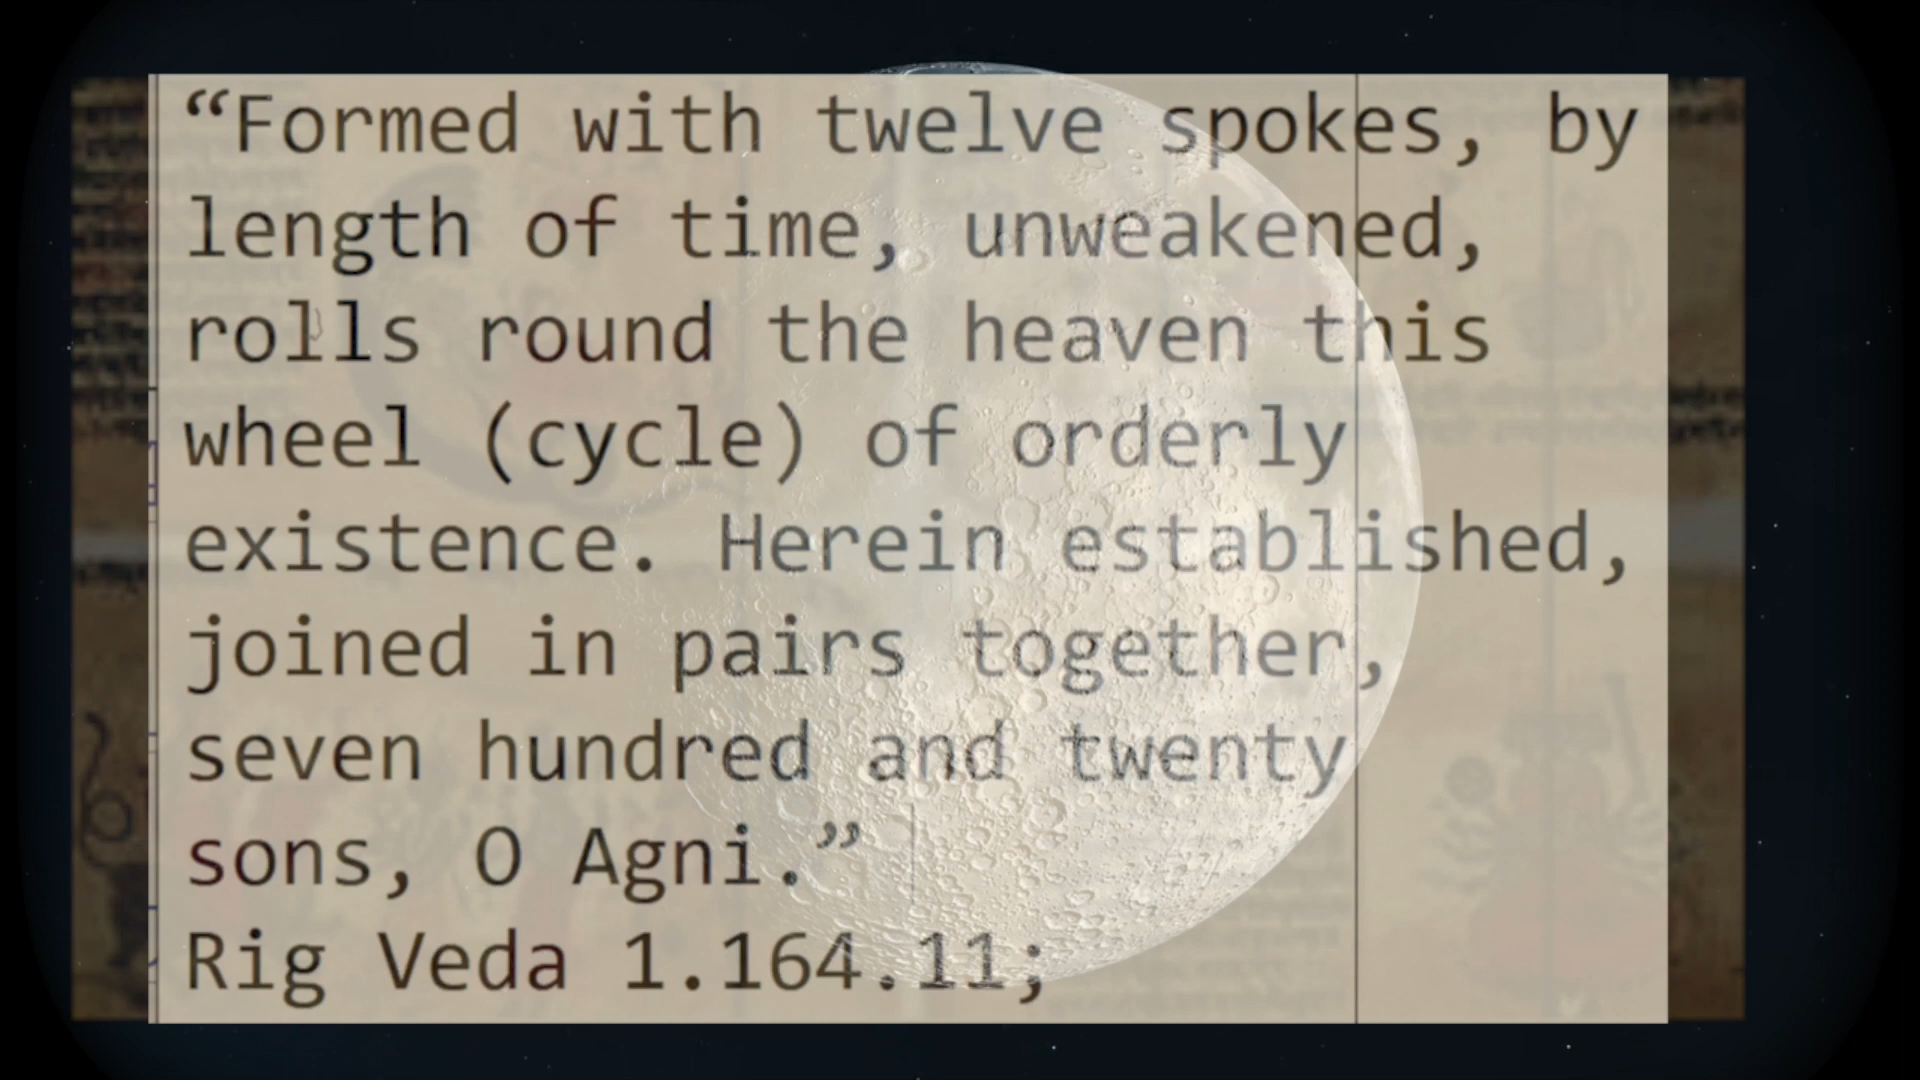 “Formed with twelve spokes, by
length of time, unweakened,
rolls round the heaven this
wheel (cycle) of orderly
existence. Herein established,
joined in pairs together,
seven hundred and twenty
sons, O Agni.”
Rig Veda 1.164.11;